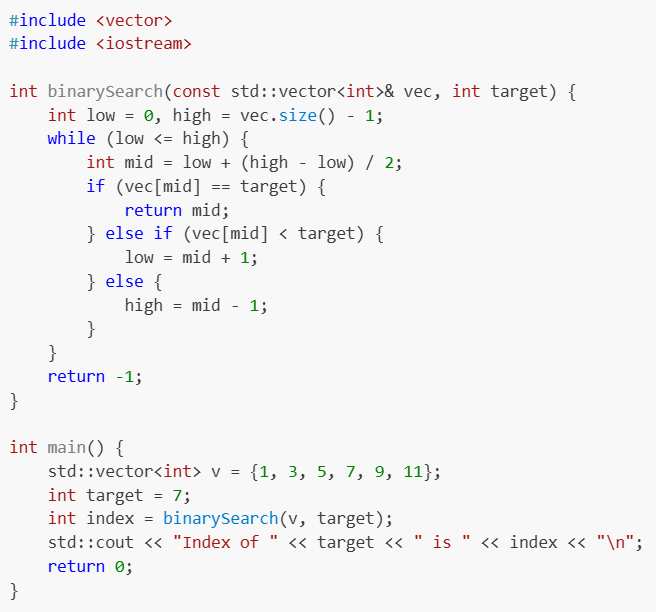 #include <vector>
#include <iostream>

int binarySearch(const std::vector<int>& vec, int target) {
    int low = 0, high = vec.size() - 1;
    while (low <= high) {
        int mid = low + (high - low) / 2;
        if (vec[mid] == target) {
            return mid;
        } else if (vec[mid] < target) {
            low = mid + 1;
        } else {
            high = mid - 1;
        }
    }
    return -1;
}

int main() {
    std::vector<int> v = {1, 3, 5, 7, 9, 11};
    int target = 7;
    int index = binarySearch(v, target);
    std::cout << "Index of " << target << " is " << index << "\n";
    return 0;
}